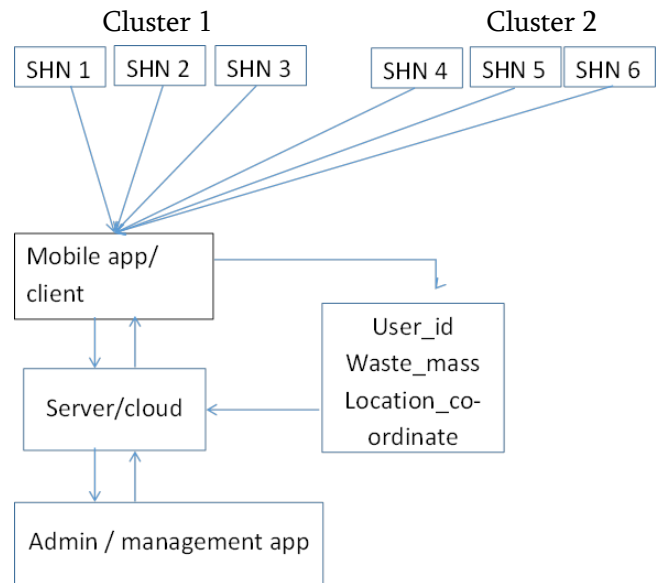 Cluster 1
Cluster 2
SHN 1
SHN 2
SHN 3
SHN 4
SHN 5
SHN 6
Mobile app/
client
User_id
Waste_mass
Location_co-
ordinate
Server/cloud
Admin / management app